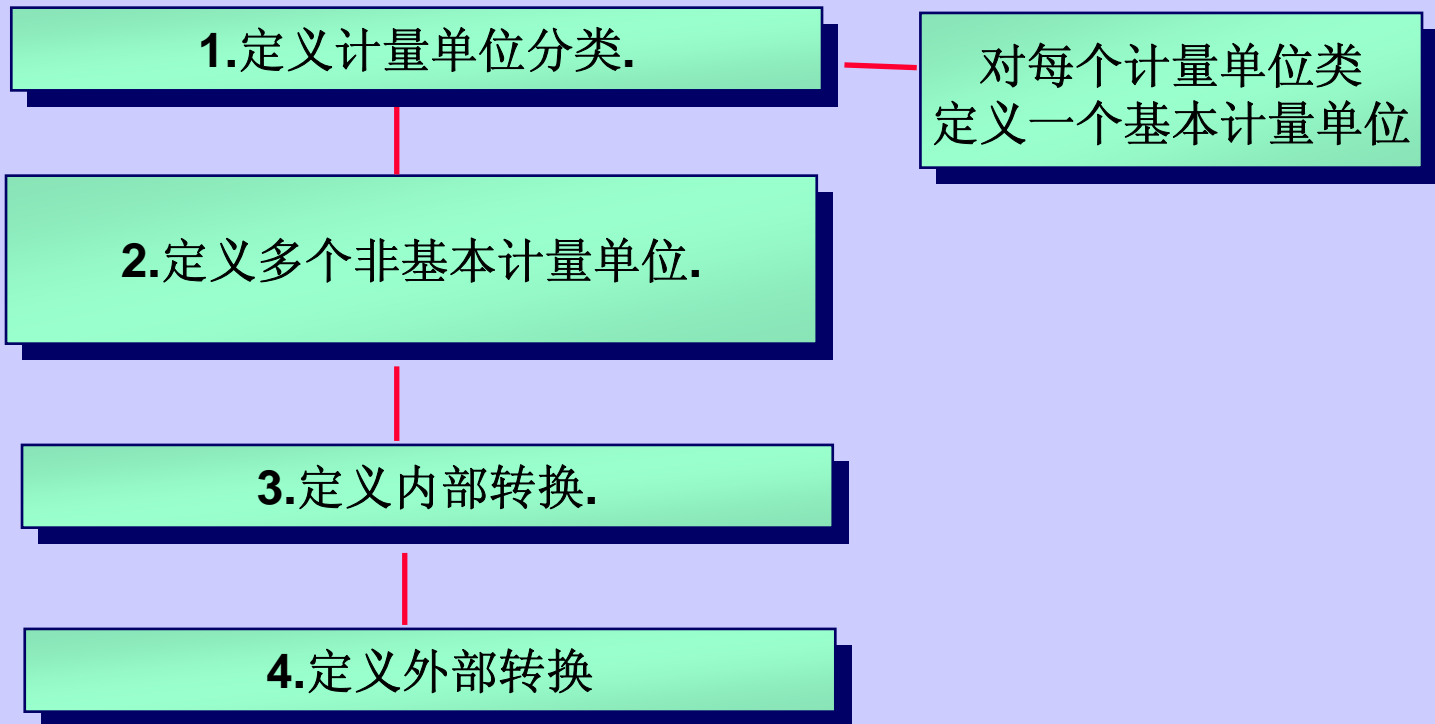 1.定义计量单位分类.
对每个计量单位类
定义一个基本计量单位
2.定义多个非基本计量单位.
3.定义内部转换.
4.定义外部转换